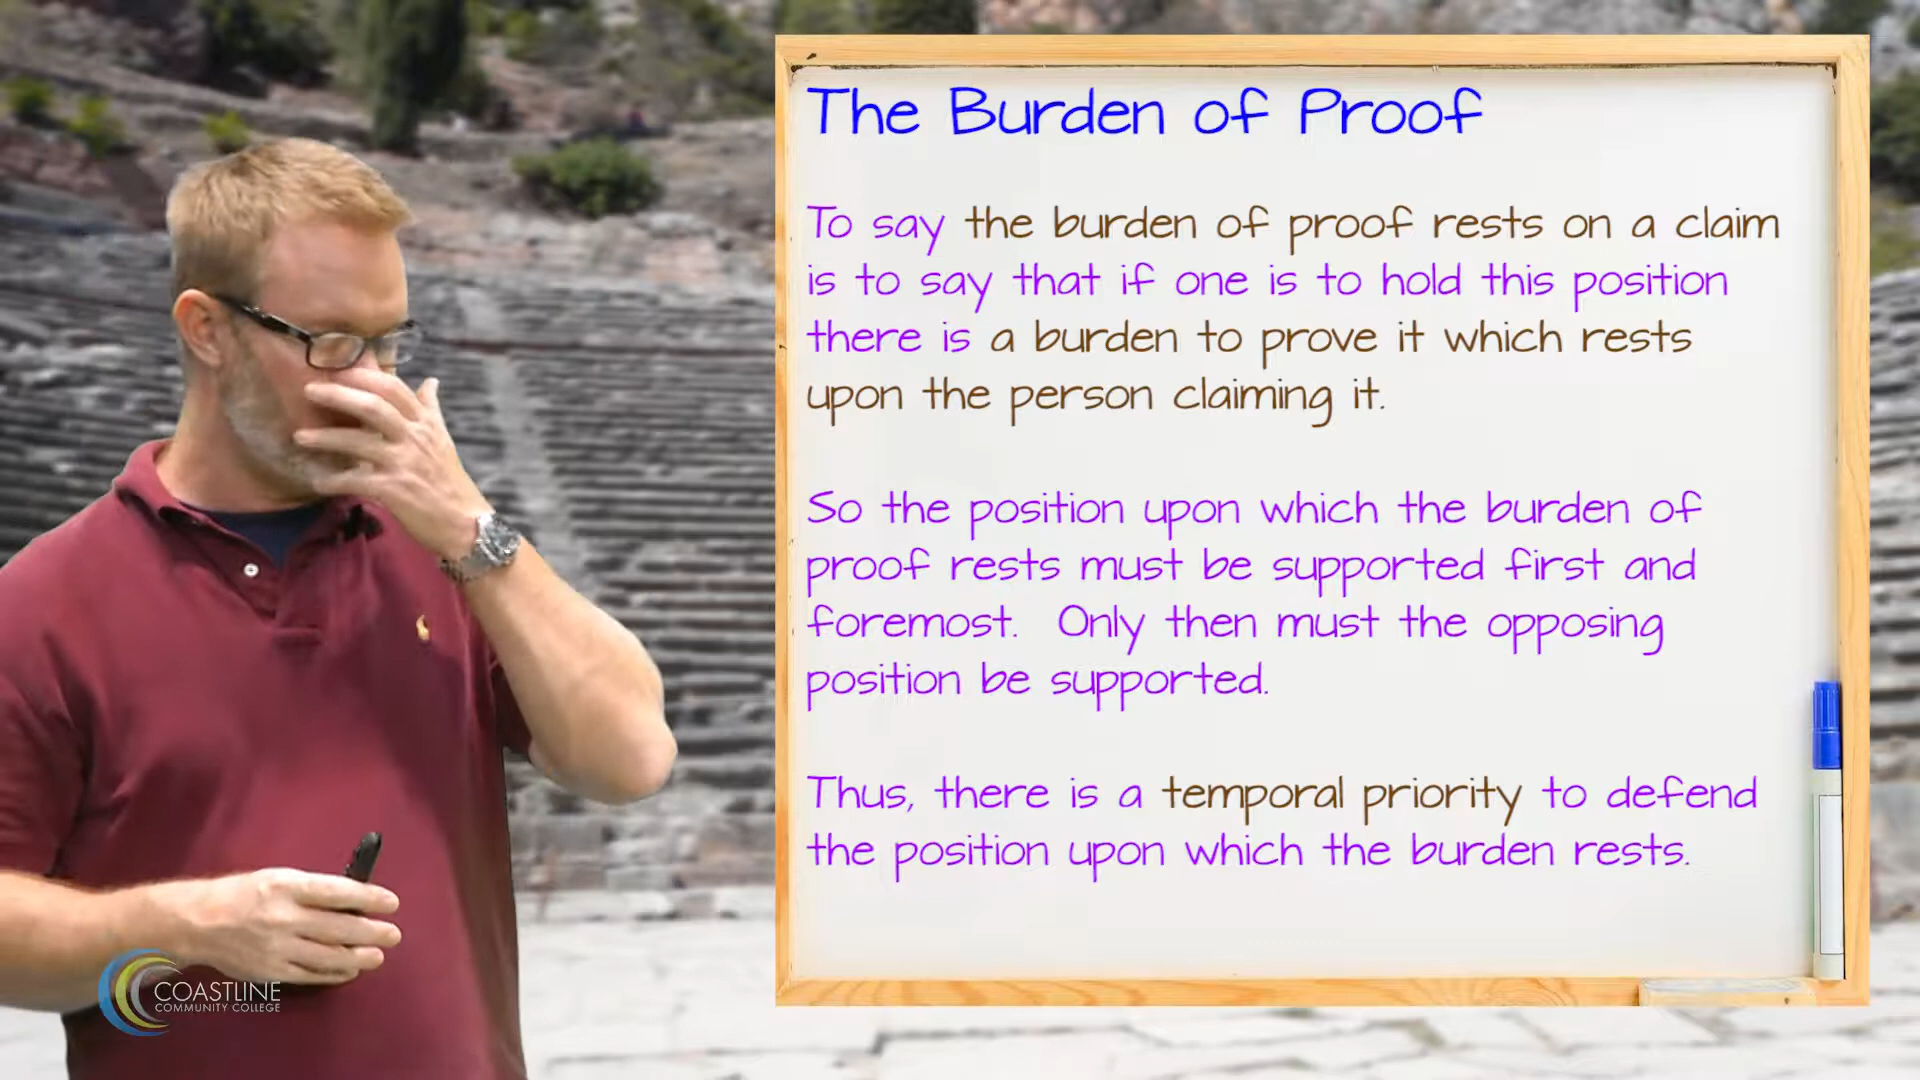 The Burden of Proof
To say the burden of proof rests on a claim
is to say that if one is to hold this position
there is a burden to prove it which rests
upon the person claiming it.
So the position upon which the burden of
proof rests must be supported first and
foremost. Only then must the opposing
position be supported.
Thus, there is a temporal priority to defend
the position upon which the burden rests.
COASTLINE
COMMUNITY COLLEGE